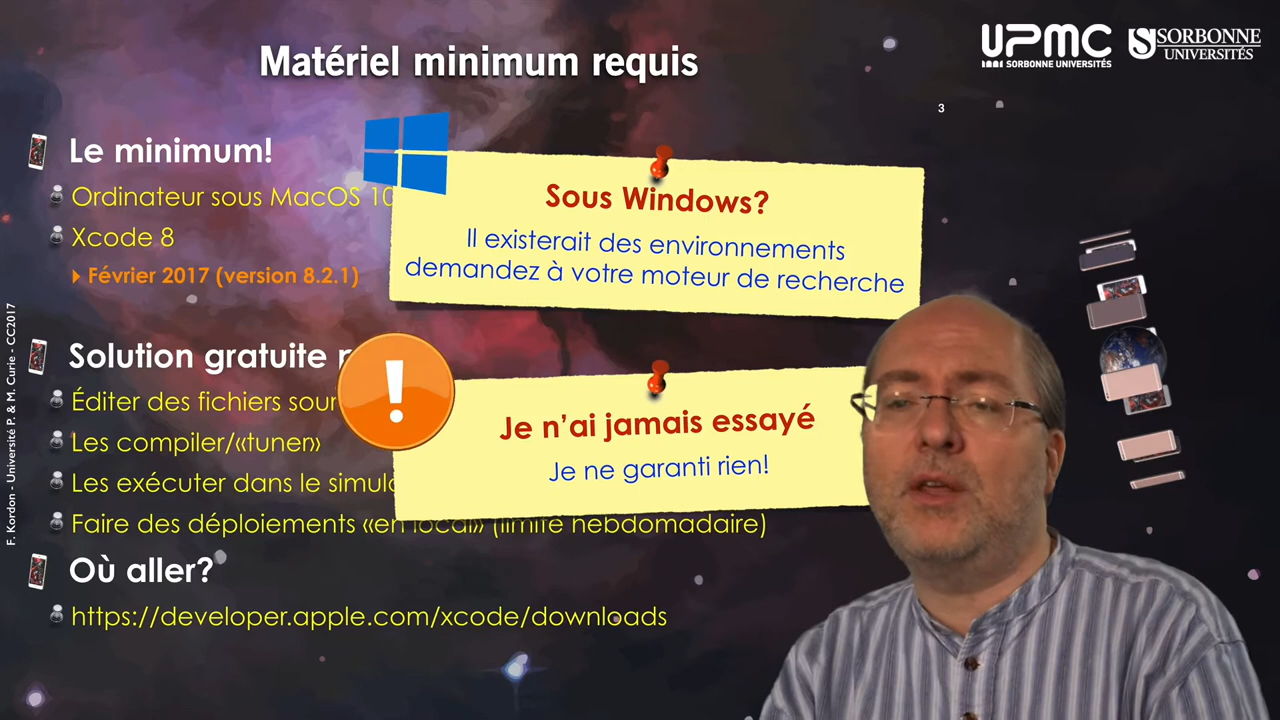 Matériel minimum requis
UPMC
SORBONNE UNIVERSITÉS
SORBONNE
UNIVERSITÉS
3
Le minimum!
Ordinateur sous MacOS 10
Xcode 8
Février 2017 (version 8.2.1)
Sous Windows?
Il existerait des environnements
demandez à votre moteur de recherche
Solution gratuite
Éditer des fichiers sour
Les compiler/«tuner»
Les exécuter dans le simul
Faire des déploiements «en local» (limite hebdomadaire)
!
Je n'ai jamais essayé
Je ne garanti rien!
Où aller?
https://developer.apple.com/xcode/downloads
F. Kordon - Université P. & M. Curie - CC2017